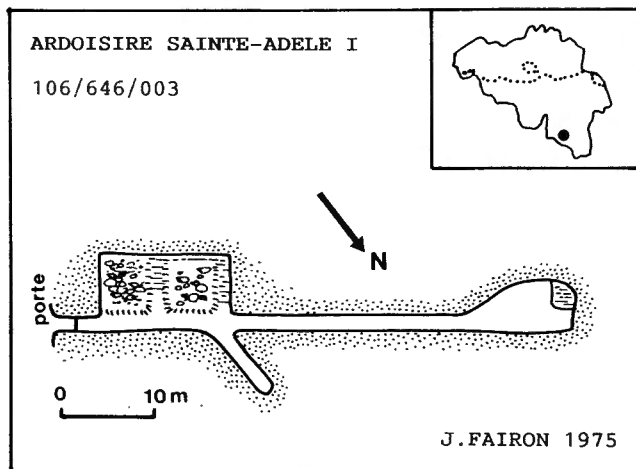 ARDOISIRE SAINTE-ADELE I
106/646/003
N
porte
0 10 m
J.FAIRON 1975